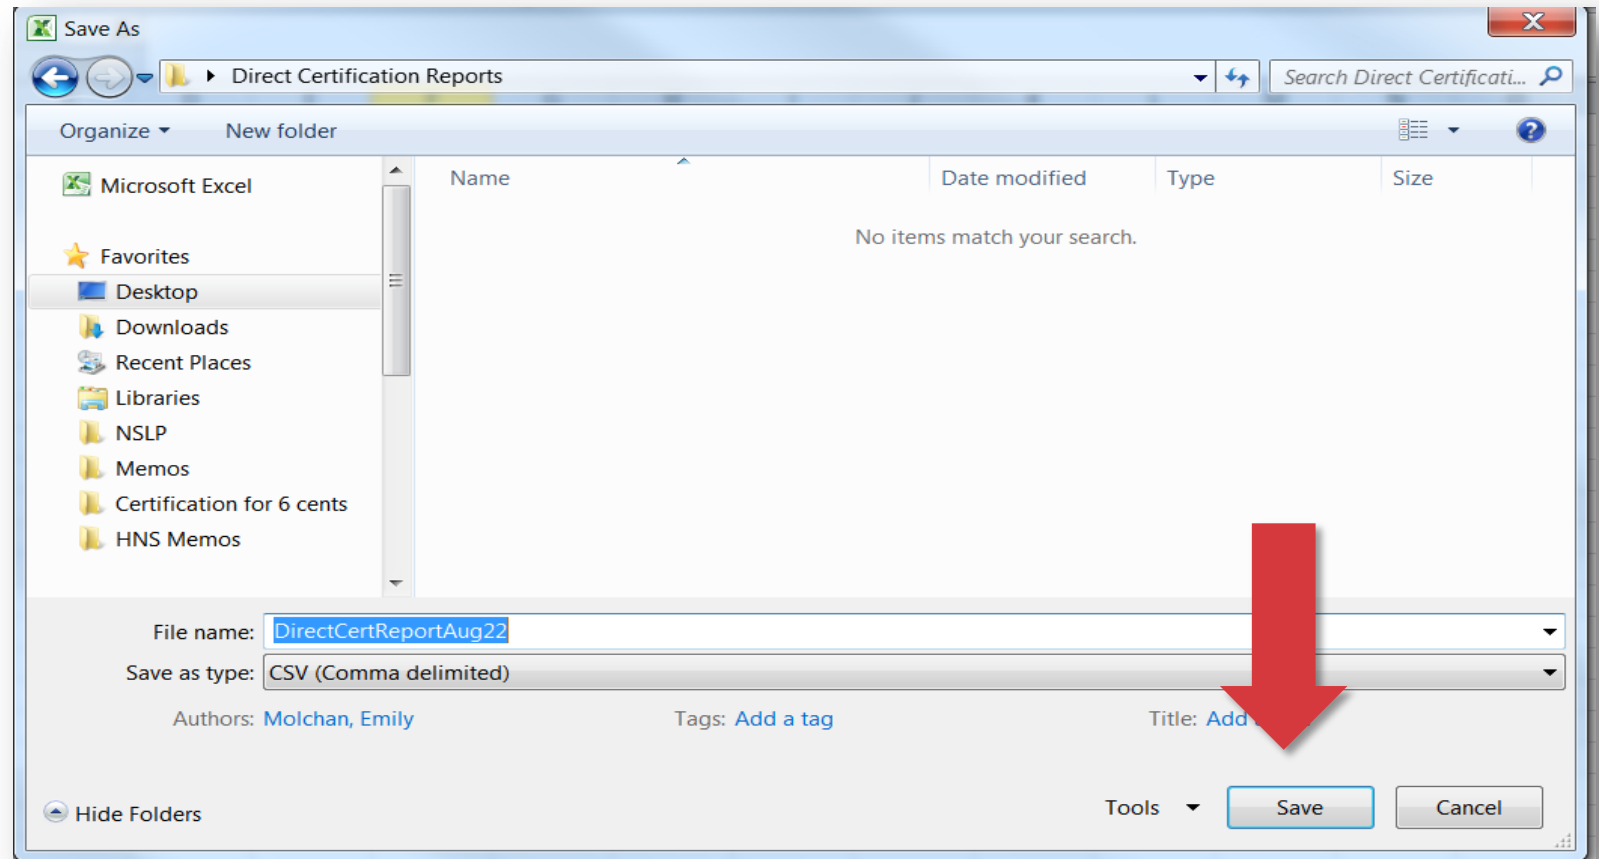 Save As
Direct Certification Reports
Search Direct Certificati...
Organize
New folder
Microsoft Excel
Name
Date modified
Type
Size
No items match your search.
Favorites
Desktop
Downloads
Recent Places
Libraries
NSLP
Memos
Certification for 6 cents
HNS Memos
File name: DirectCertReportAug22
Save as type: CSV (Comma delimited)
Authors: Molchan, Emily
Tags: Add a tag
Title: Add
Hide Folders
Tools
Save
Cancel